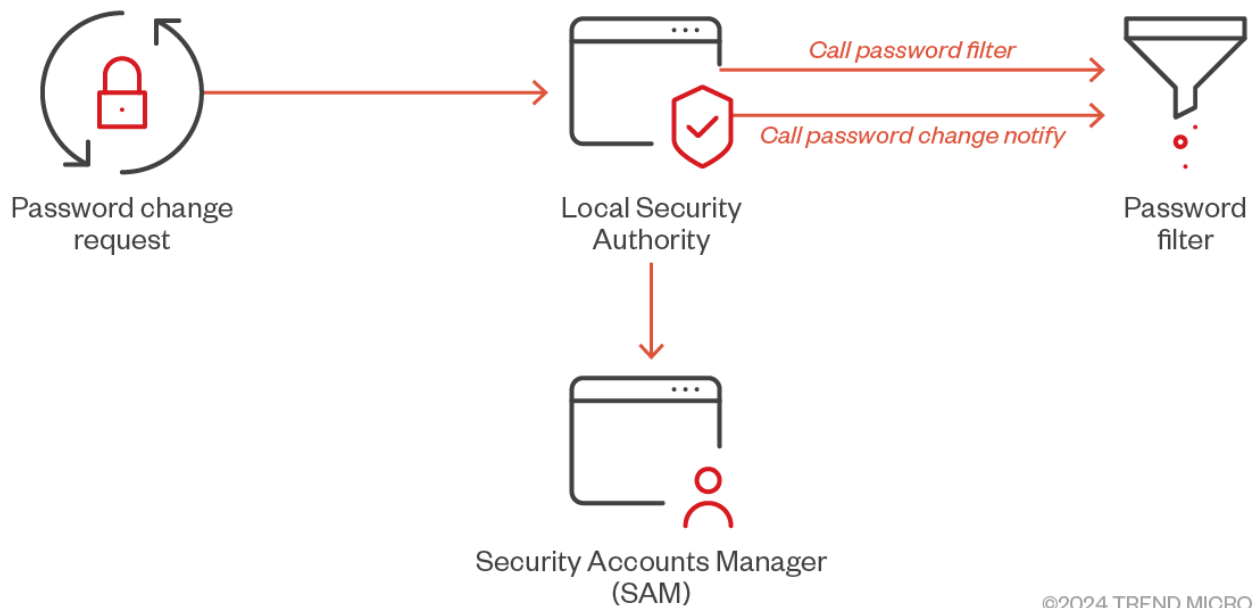 Call password filter
Call password change notify
Password change
request
Local Security
Authority
Password
filter
Security Accounts Manager
(SAM)
©2024 TREND MICRO